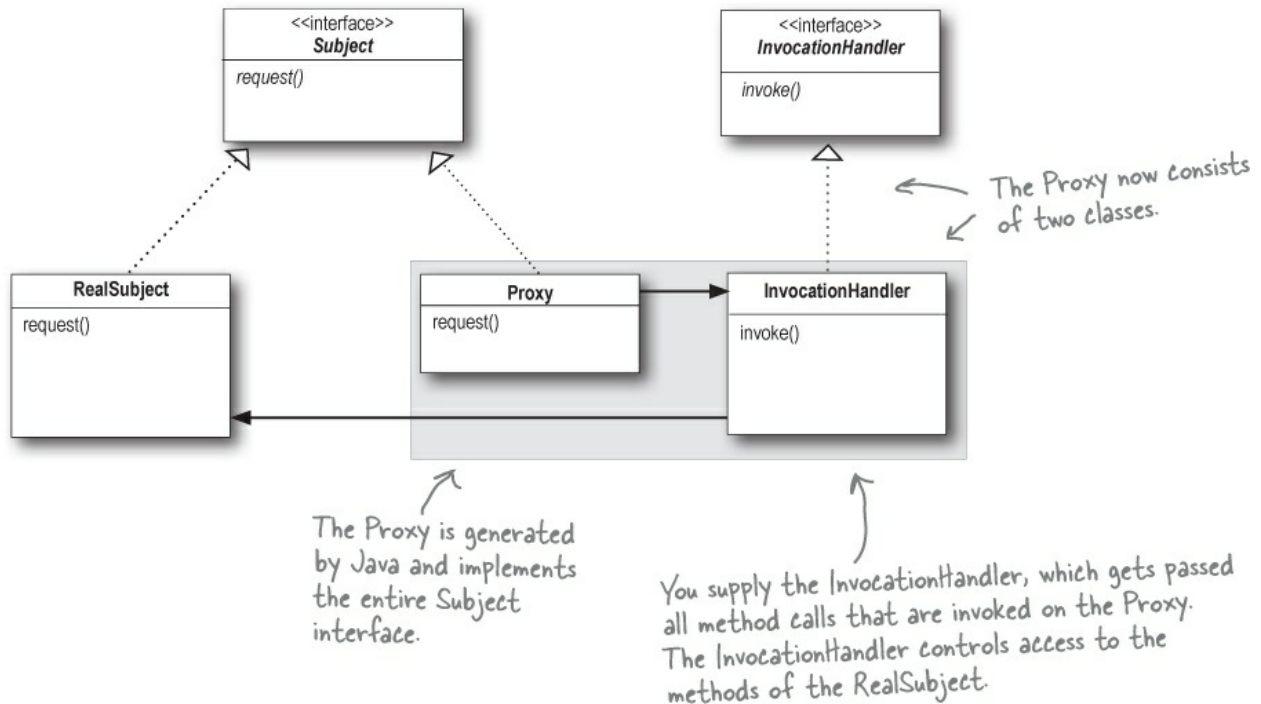 <<interface>>
Subject
request()
<<interface>>
InvocationHandler
invoke()
The Proxy now consists
of two classes.
RealSubject
request()
Proxy
request()
InvocationHandler
invoke()
The Proxy is generated
by Java and implements
the entire Subject
interface.
You supply the InvocationHandler, which gets passed
all method calls that are invoked on the Proxy.
The InvocationHandler controls access to the
methods of the RealSubject.